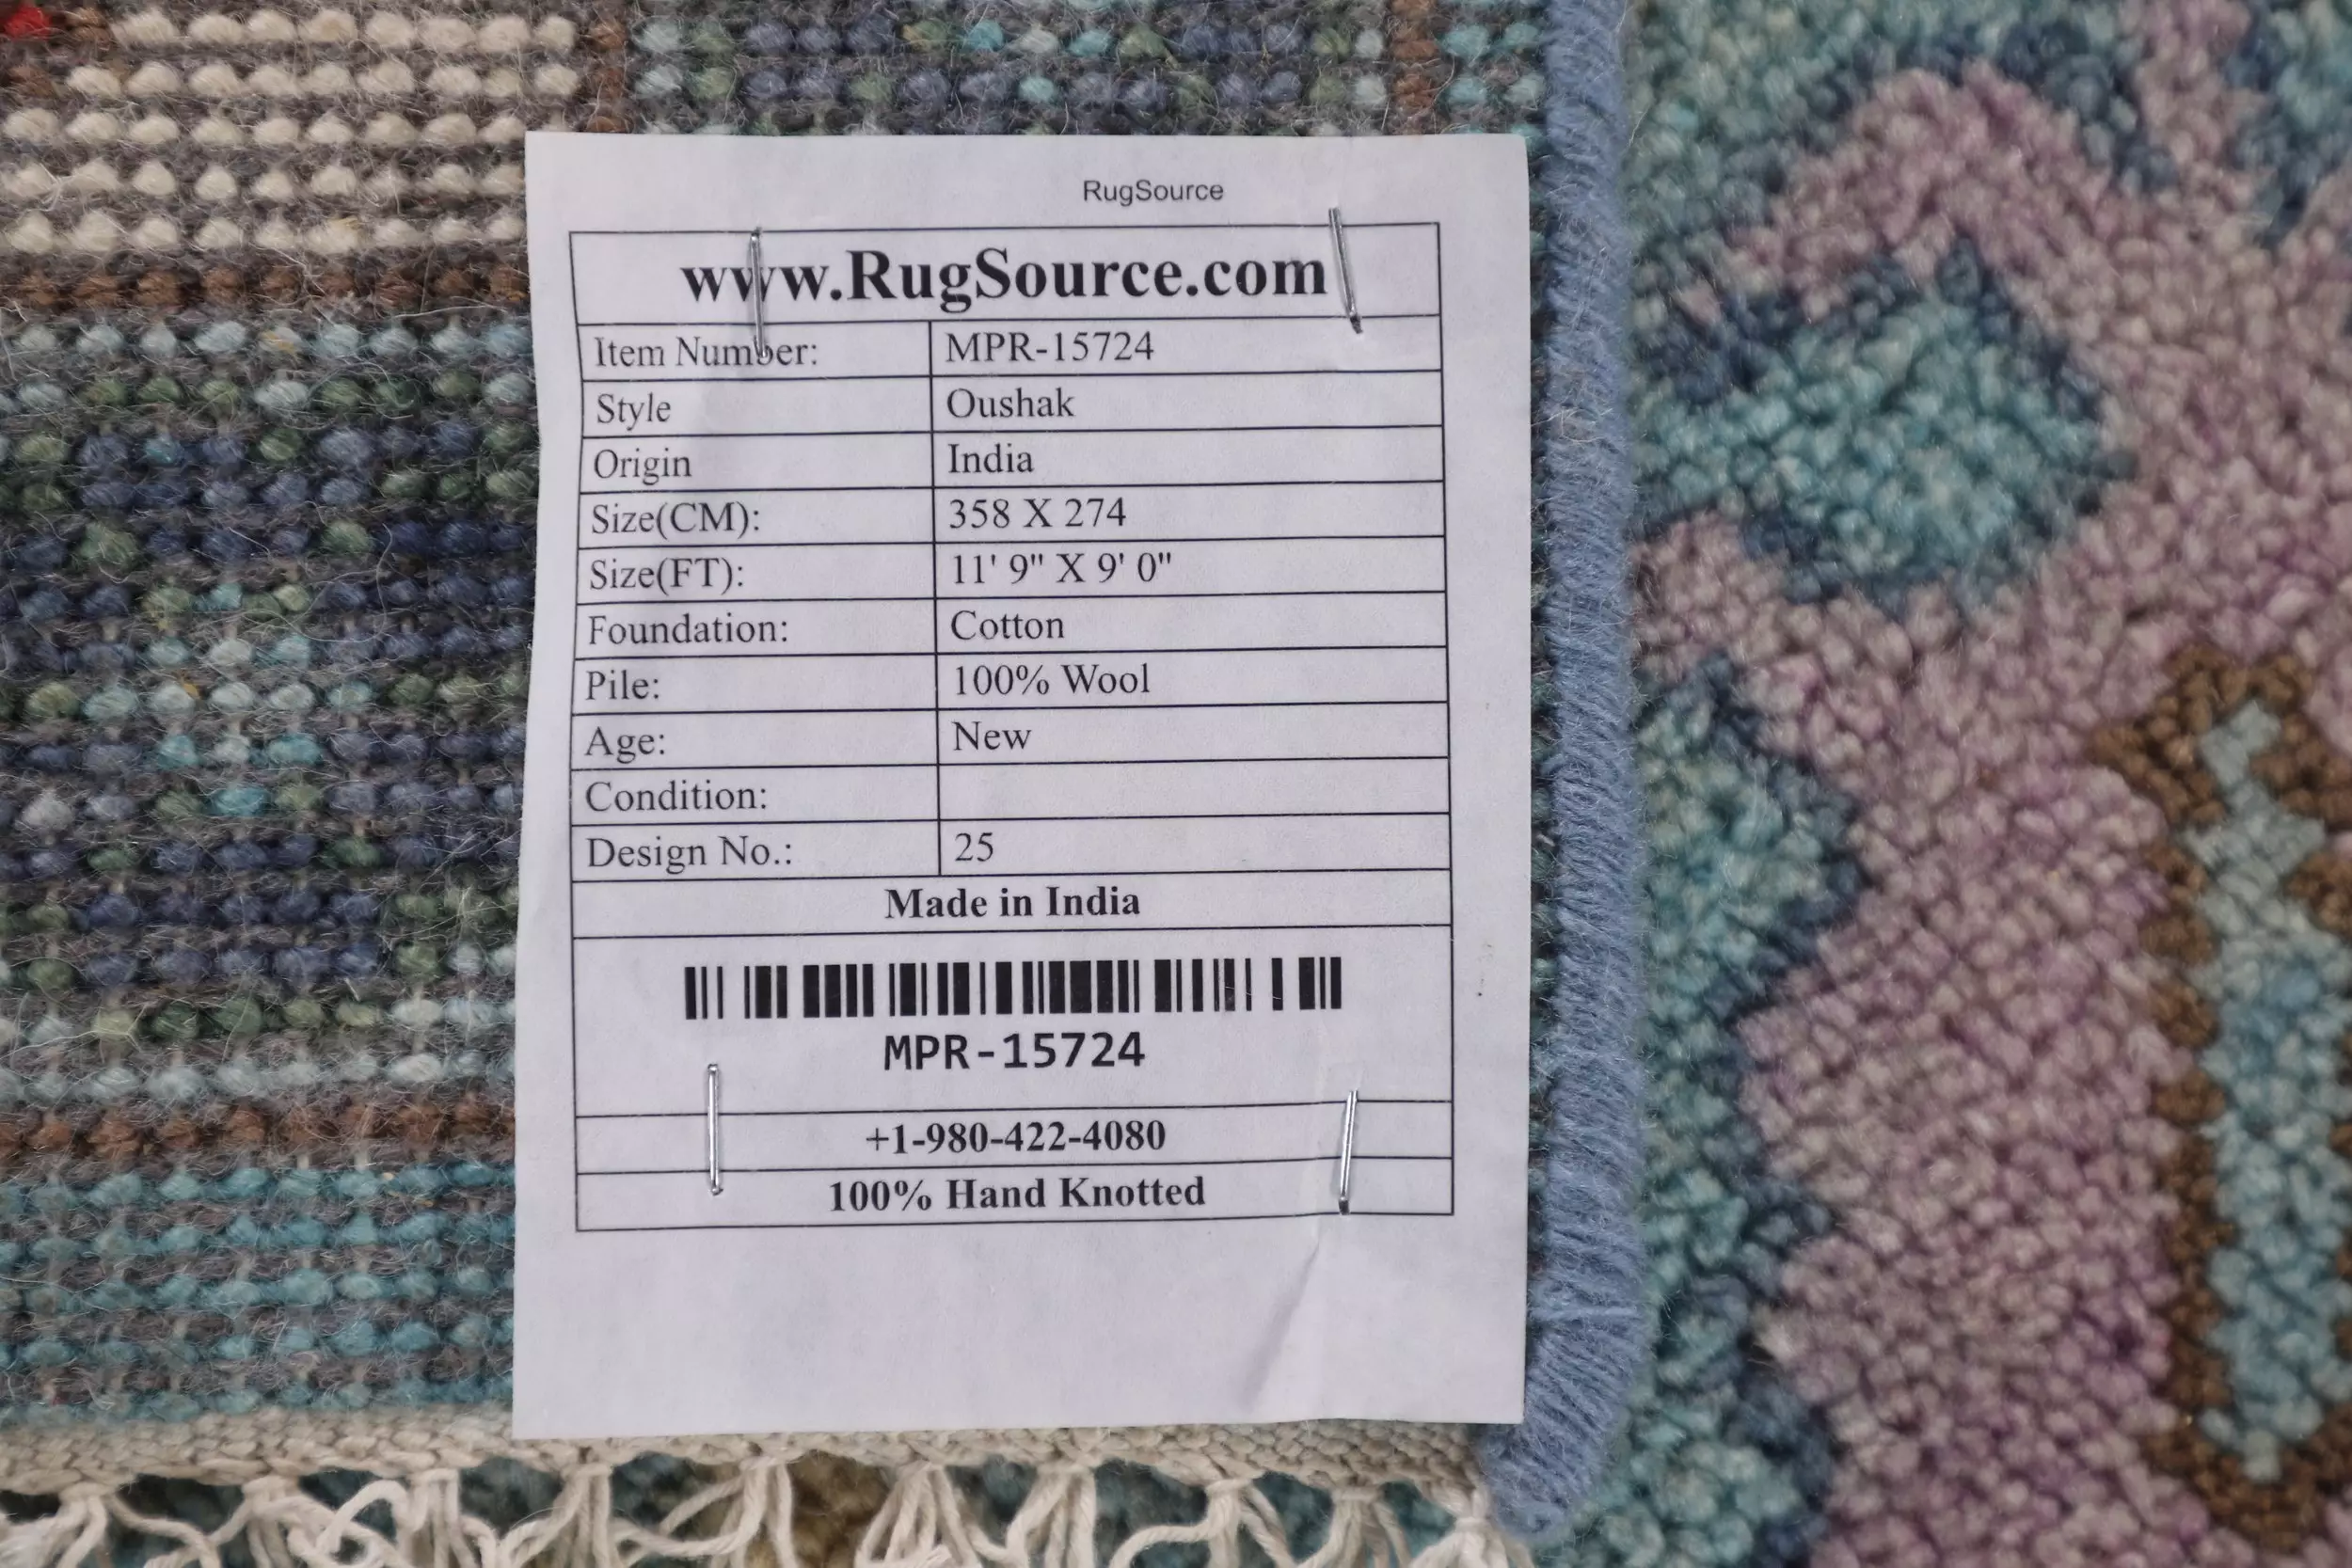 RugSource
www.RugSource.com
Item Number: MPR-15724
Style Oushak
Origin India
Size(CM): 358 X 274
Size(FT): 11' 9" X 9' 0"
Foundation: Cotton
Pile: 100% Wool
Age: New
Condition:
Design No.: 25
Made in India
MPR-15724
+1-980-422-4080
100% Hand Knotted